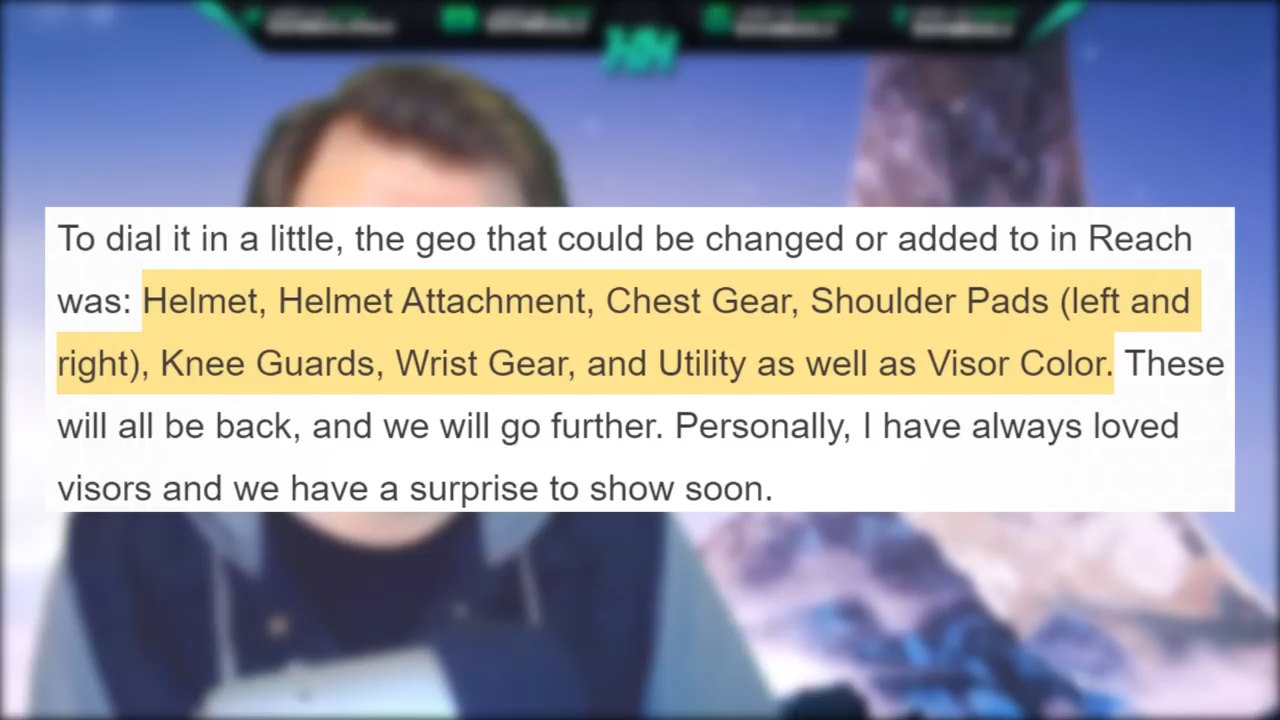 To dial it in a little, the geo that could be changed or added to in Reach
was: Helmet, Helmet Attachment, Chest Gear, Shoulder Pads (left and
right), Knee Guards, Wrist Gear, and Utility as well as Visor Color. These
will all be back, and we will go further. Personally, I have always loved
visors and we have a surprise to show soon.